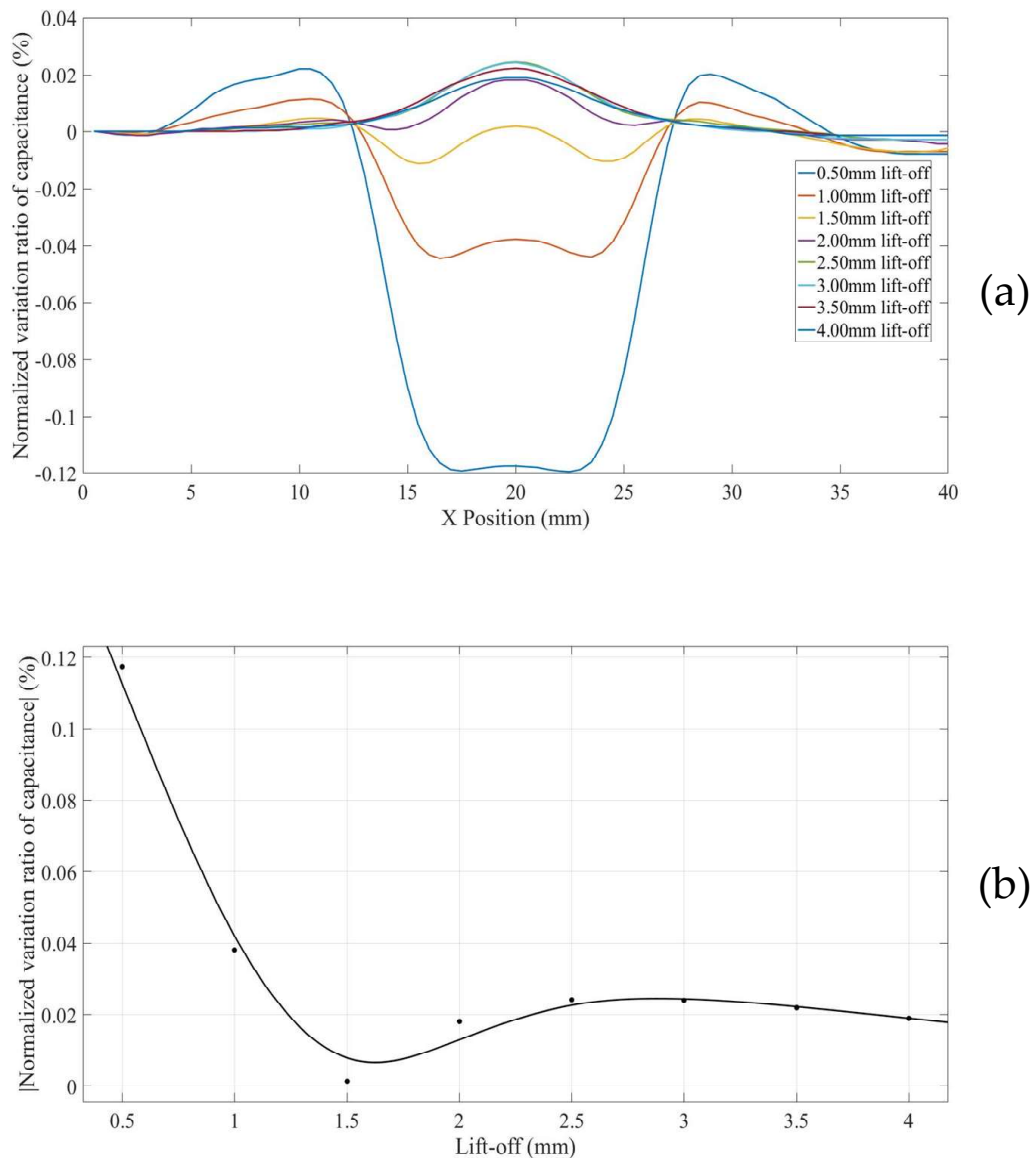 Normalized variation ratio of capacitance (%)
0.04
0.02
0
-0.02
-0.04
-0.06
-0.08
-0.1
-0.12
0 5 10 15 20 25 30 35 40
X Position (mm)
0.50mm lift-off
1.00mm lift-off
1.50mm lift-off
2.00mm lift-off
2.50mm lift-off
3.00mm lift-off
3.50mm lift-off
4.00mm lift-off
(a)
|Normalized variation ratio of capacitance| (%)
0.12
0.1
0.08
0.06
0.04
0.02
0
0.5 1 1.5 2 2.5 3 3.5 4
Lift-off (mm)
(b)